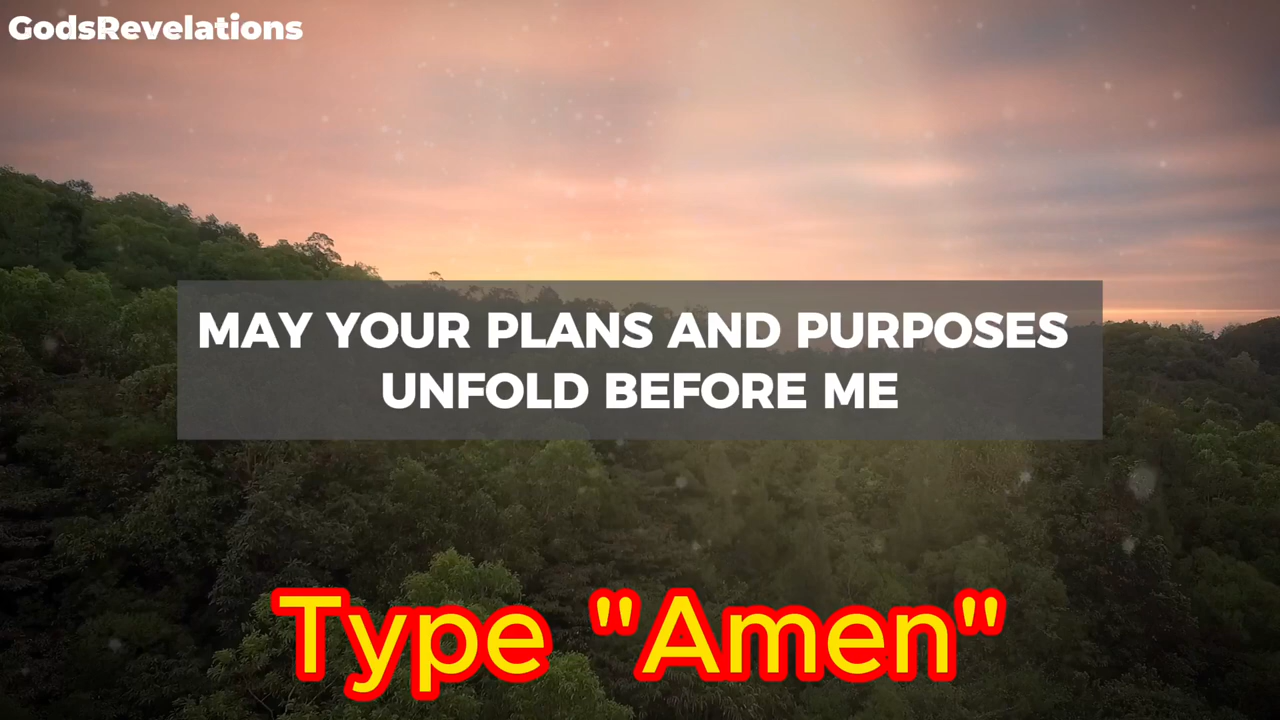 GodsRevelations
MAY YOUR PLANS AND PURPOSES
UNFOLD BEFORE ME
Type "Amen"